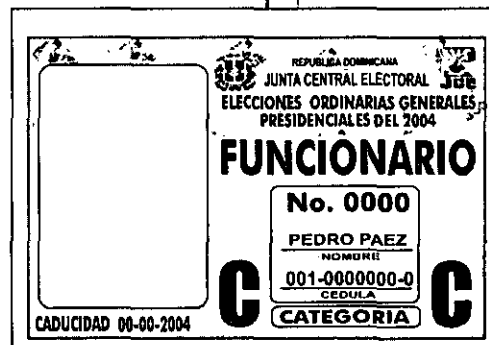 REPUBLICA DOMINICANA
JUNTA CENTRAL ELECTORAL
ELECCIONES ORDINARIAS GENERALES
PRESIDENCIALES DEL 2004
FUNCIONARIO
No. 0000
PEDRO PAEZ
NOMBRE
001-0000000-0
CEDULA
C CATEGORIA C
CADUCIDAD 00-00-2004